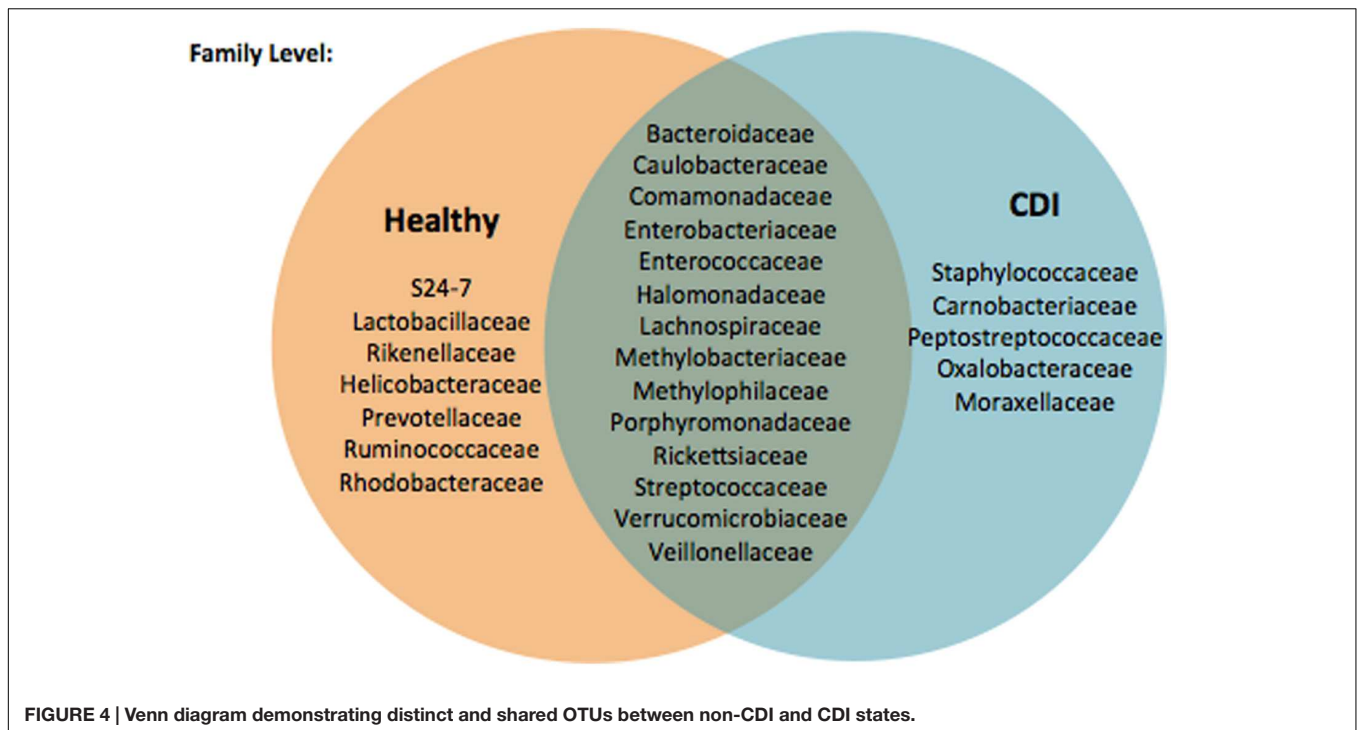 Family Level:
Healthy
S24-7
Lactobacillaceae
Rikenellaceae
Helicobacteraceae
Prevotellaceae
Ruminococcaceae
Rhodobacteraceae
Bacteroidaceae
Caulobacteraceae
Comamonadaceae
Enterobacteriaceae
Enterococcaceae
Halomonadaceae
Lachnospiraceae
Methylobacteriaceae
Methylophilaceae
Porphyromonadaceae
Rickettsiaceae
Streptococcaceae
Verrucomicrobiaceae
Veillonellaceae
CDI
Staphylococcaceae
Carnobacteriaceae
Peptostreptococcaceae
Oxalobacteraceae
Moraxellaceae
FIGURE 4 | Venn diagram demonstrating distinct and shared OTUs between non-CDI and CDI states.